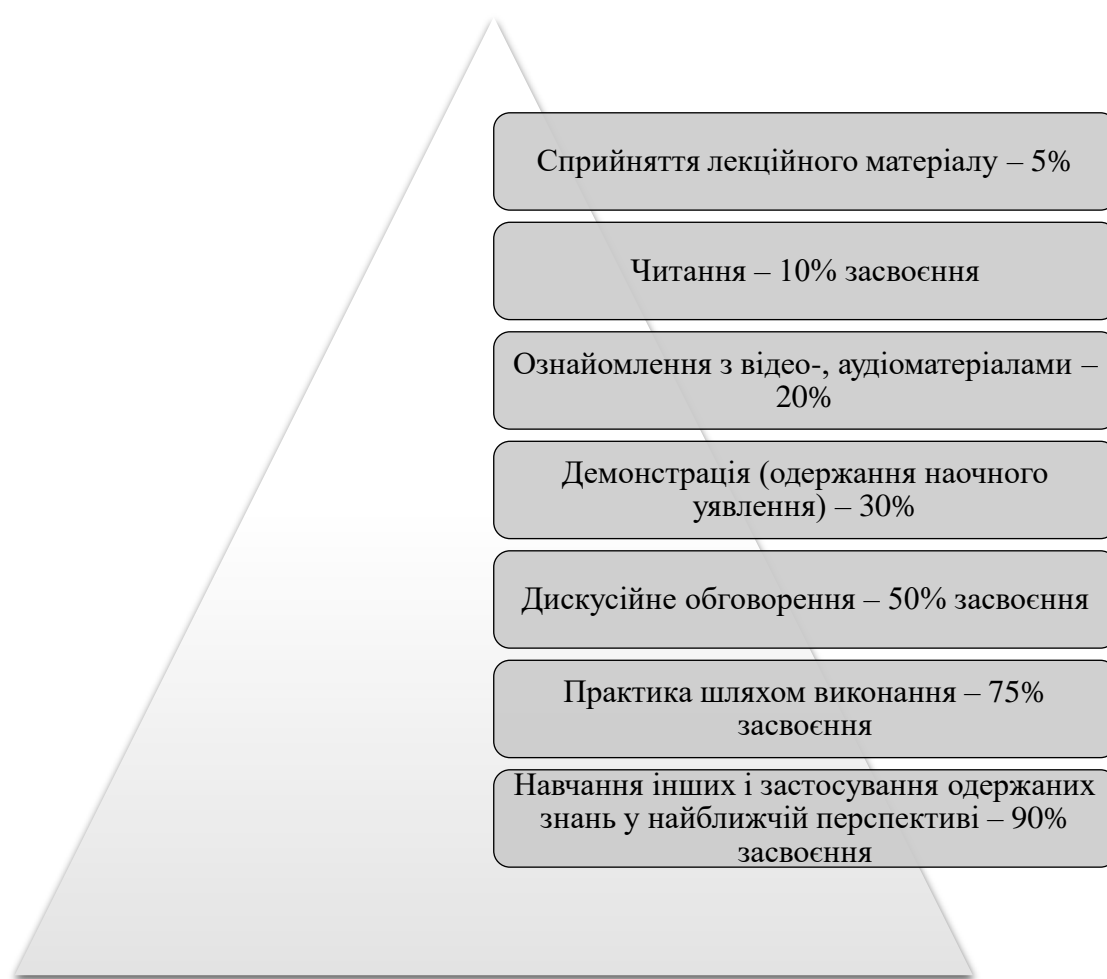 Сприйняття лекційного матеріалу – 5%
Читання – 10% засвоєння
Ознайомлення з відео-, аудіоматеріалами –
20%
Демонстрація (одержання наочного
уявлення) – 30%
Дискусійне обговорення – 50% засвоєння
Практика шляхом виконання – 75%
засвоєння
Навчання інших і застосування одержаних
знань у найближчій перспективі – 90%
засвоєння